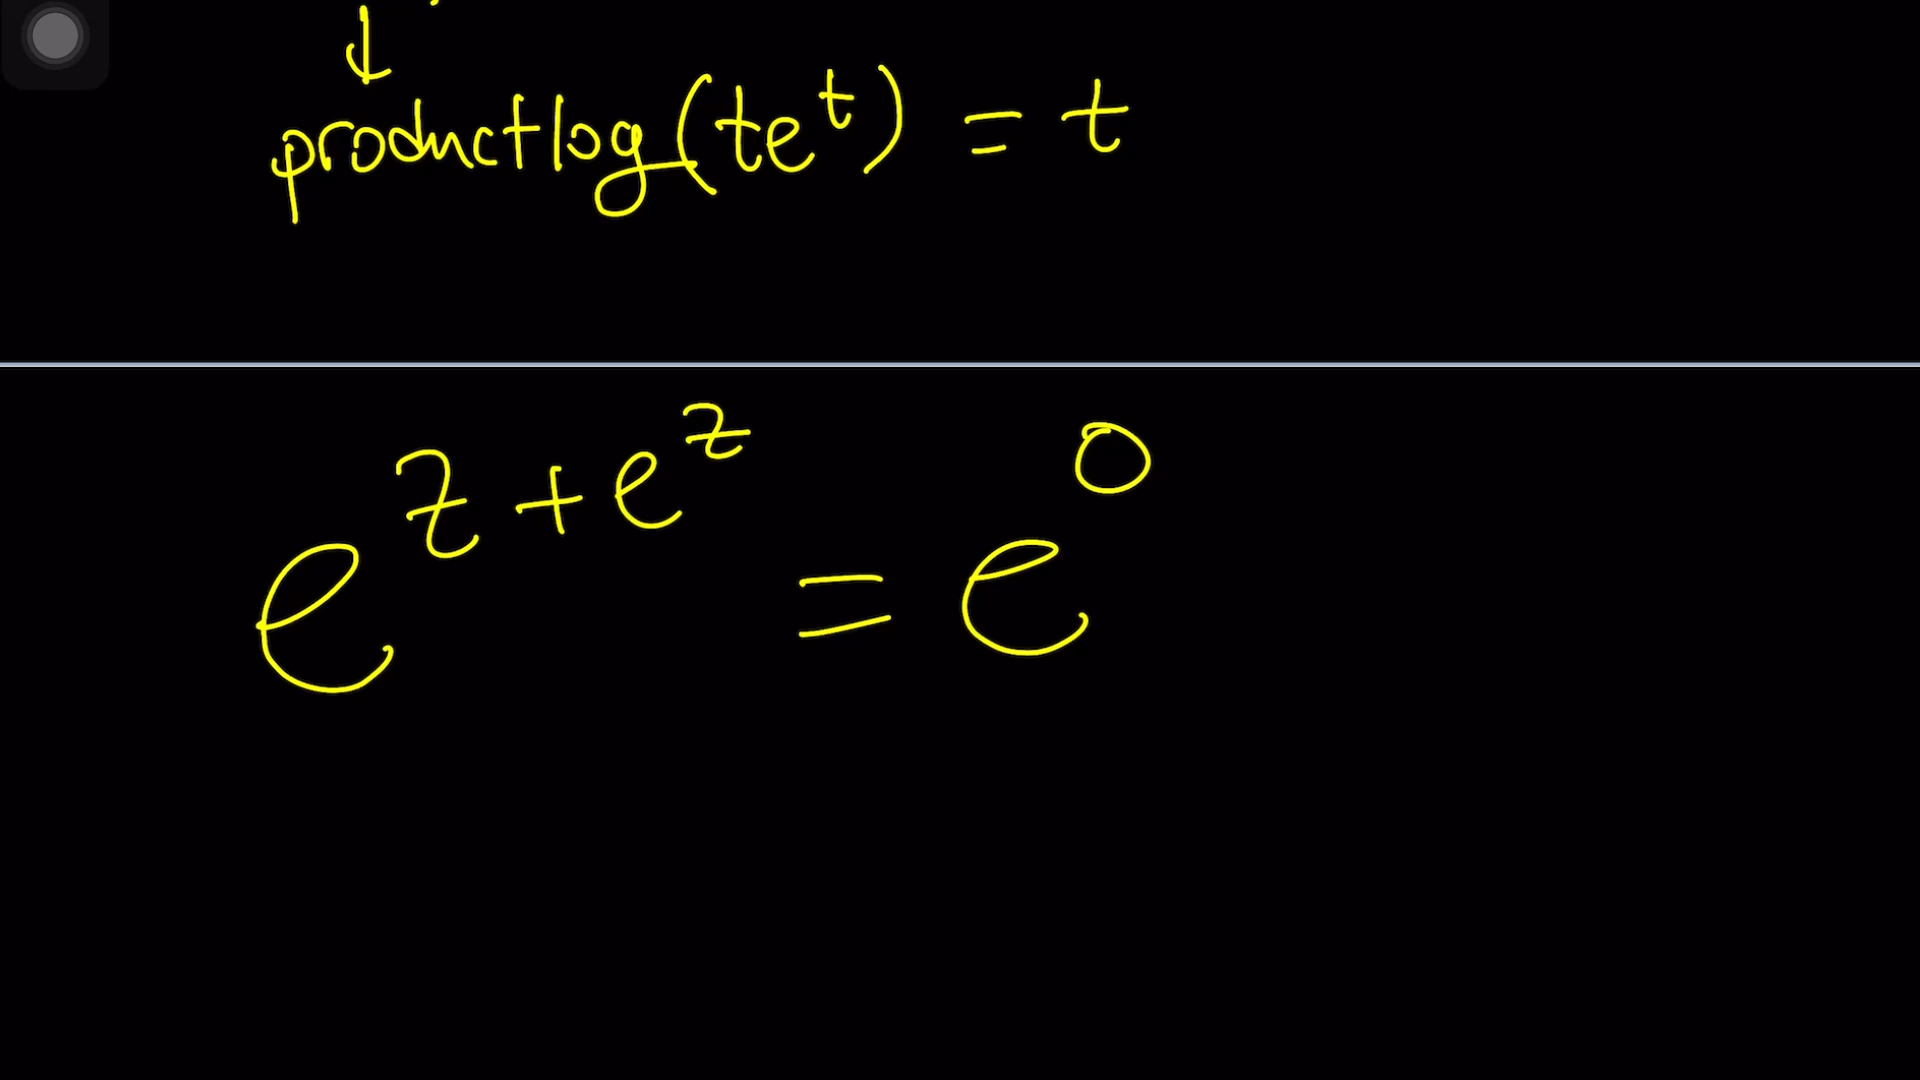 productlog(te^t) = t
e^{z+e^z} = e^0